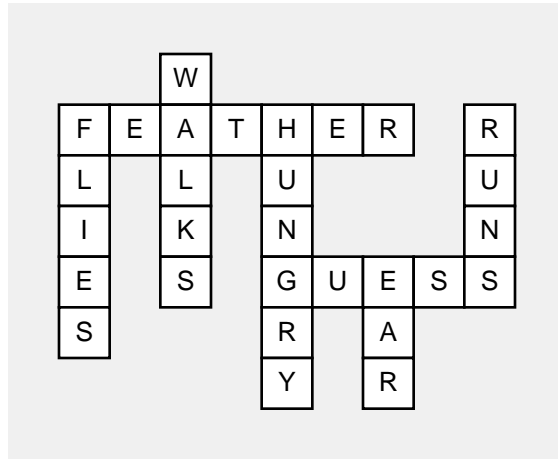 W
FEATHER R
L L U U
I K N N
E S GUESS
S R A
Y R